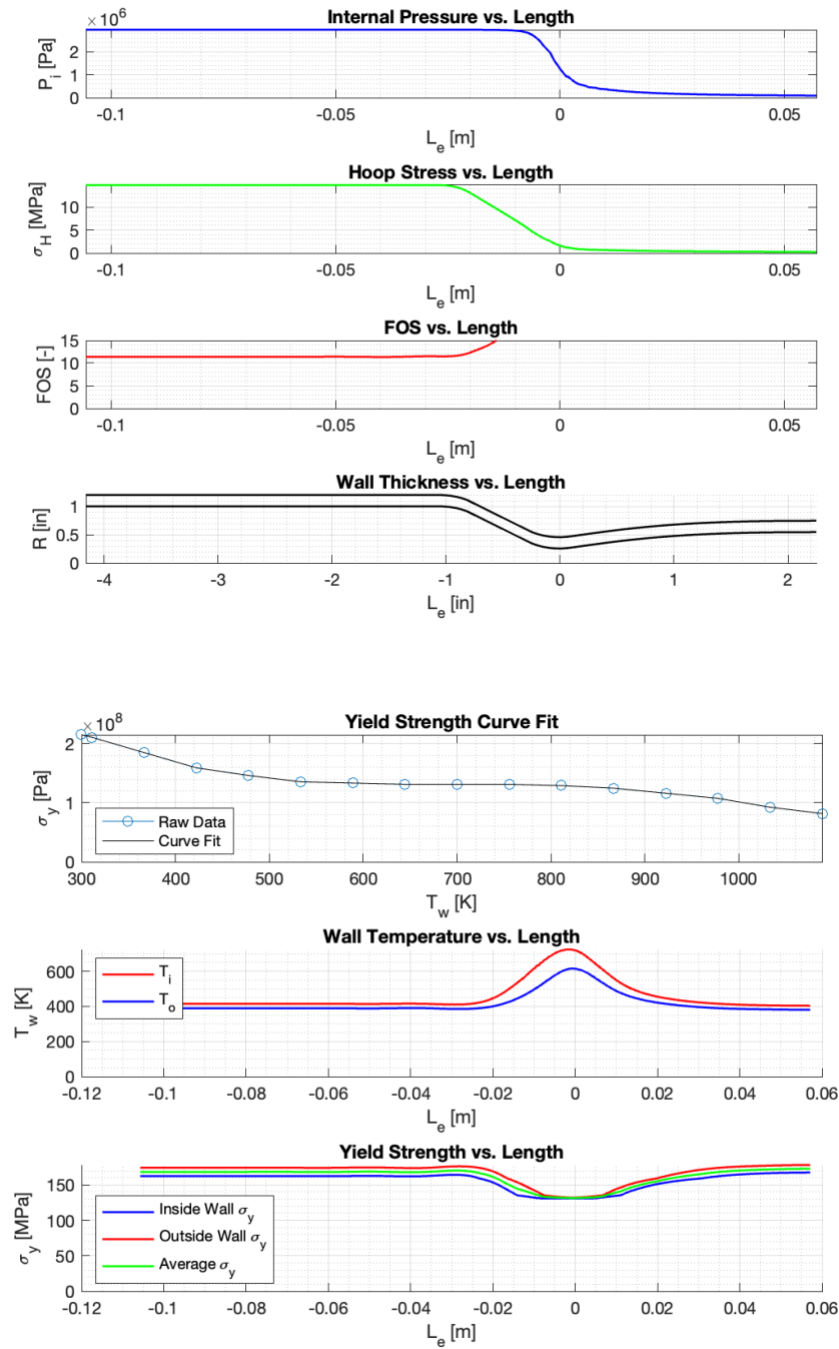 Internal Pressure vs. Length
× 10^6
P_i [Pa]
2
1
0
-0.1 -0.05 0 0.05
L_e [m]
Hoop Stress vs. Length
σ_H [MPa]
10
5
0
-0.1 -0.05 0 0.05
L_e [m]
FOS vs. Length
FOS [-]
15
10
5
0
-0.1 -0.05 0 0.05
L_e [m]
Wall Thickness vs. Length
R [in]
1
0.5
0
-4 -3 -2 -1 0 1 2
L_e [in]
Yield Strength Curve Fit
× 10^8
σ_y [Pa]
2
1
0
Raw Data
Curve Fit
300 400 500 600 700 800 900 1000
T_w [K]
Wall Temperature vs. Length
T_w [K]
600
400
200
0
T_i
T_o
-0.12 -0.1 -0.08 -0.06 -0.04 -0.02 0 0.02 0.04 0.06
L_e [m]
Yield Strength vs. Length
σ_y [MPa]
150
100
50
0
Inside Wall σ_y
Outside Wall σ_y
Average σ_y
-0.12 -0.1 -0.08 -0.06 -0.04 -0.02 0 0.02 0.04 0.06
L_e [m]